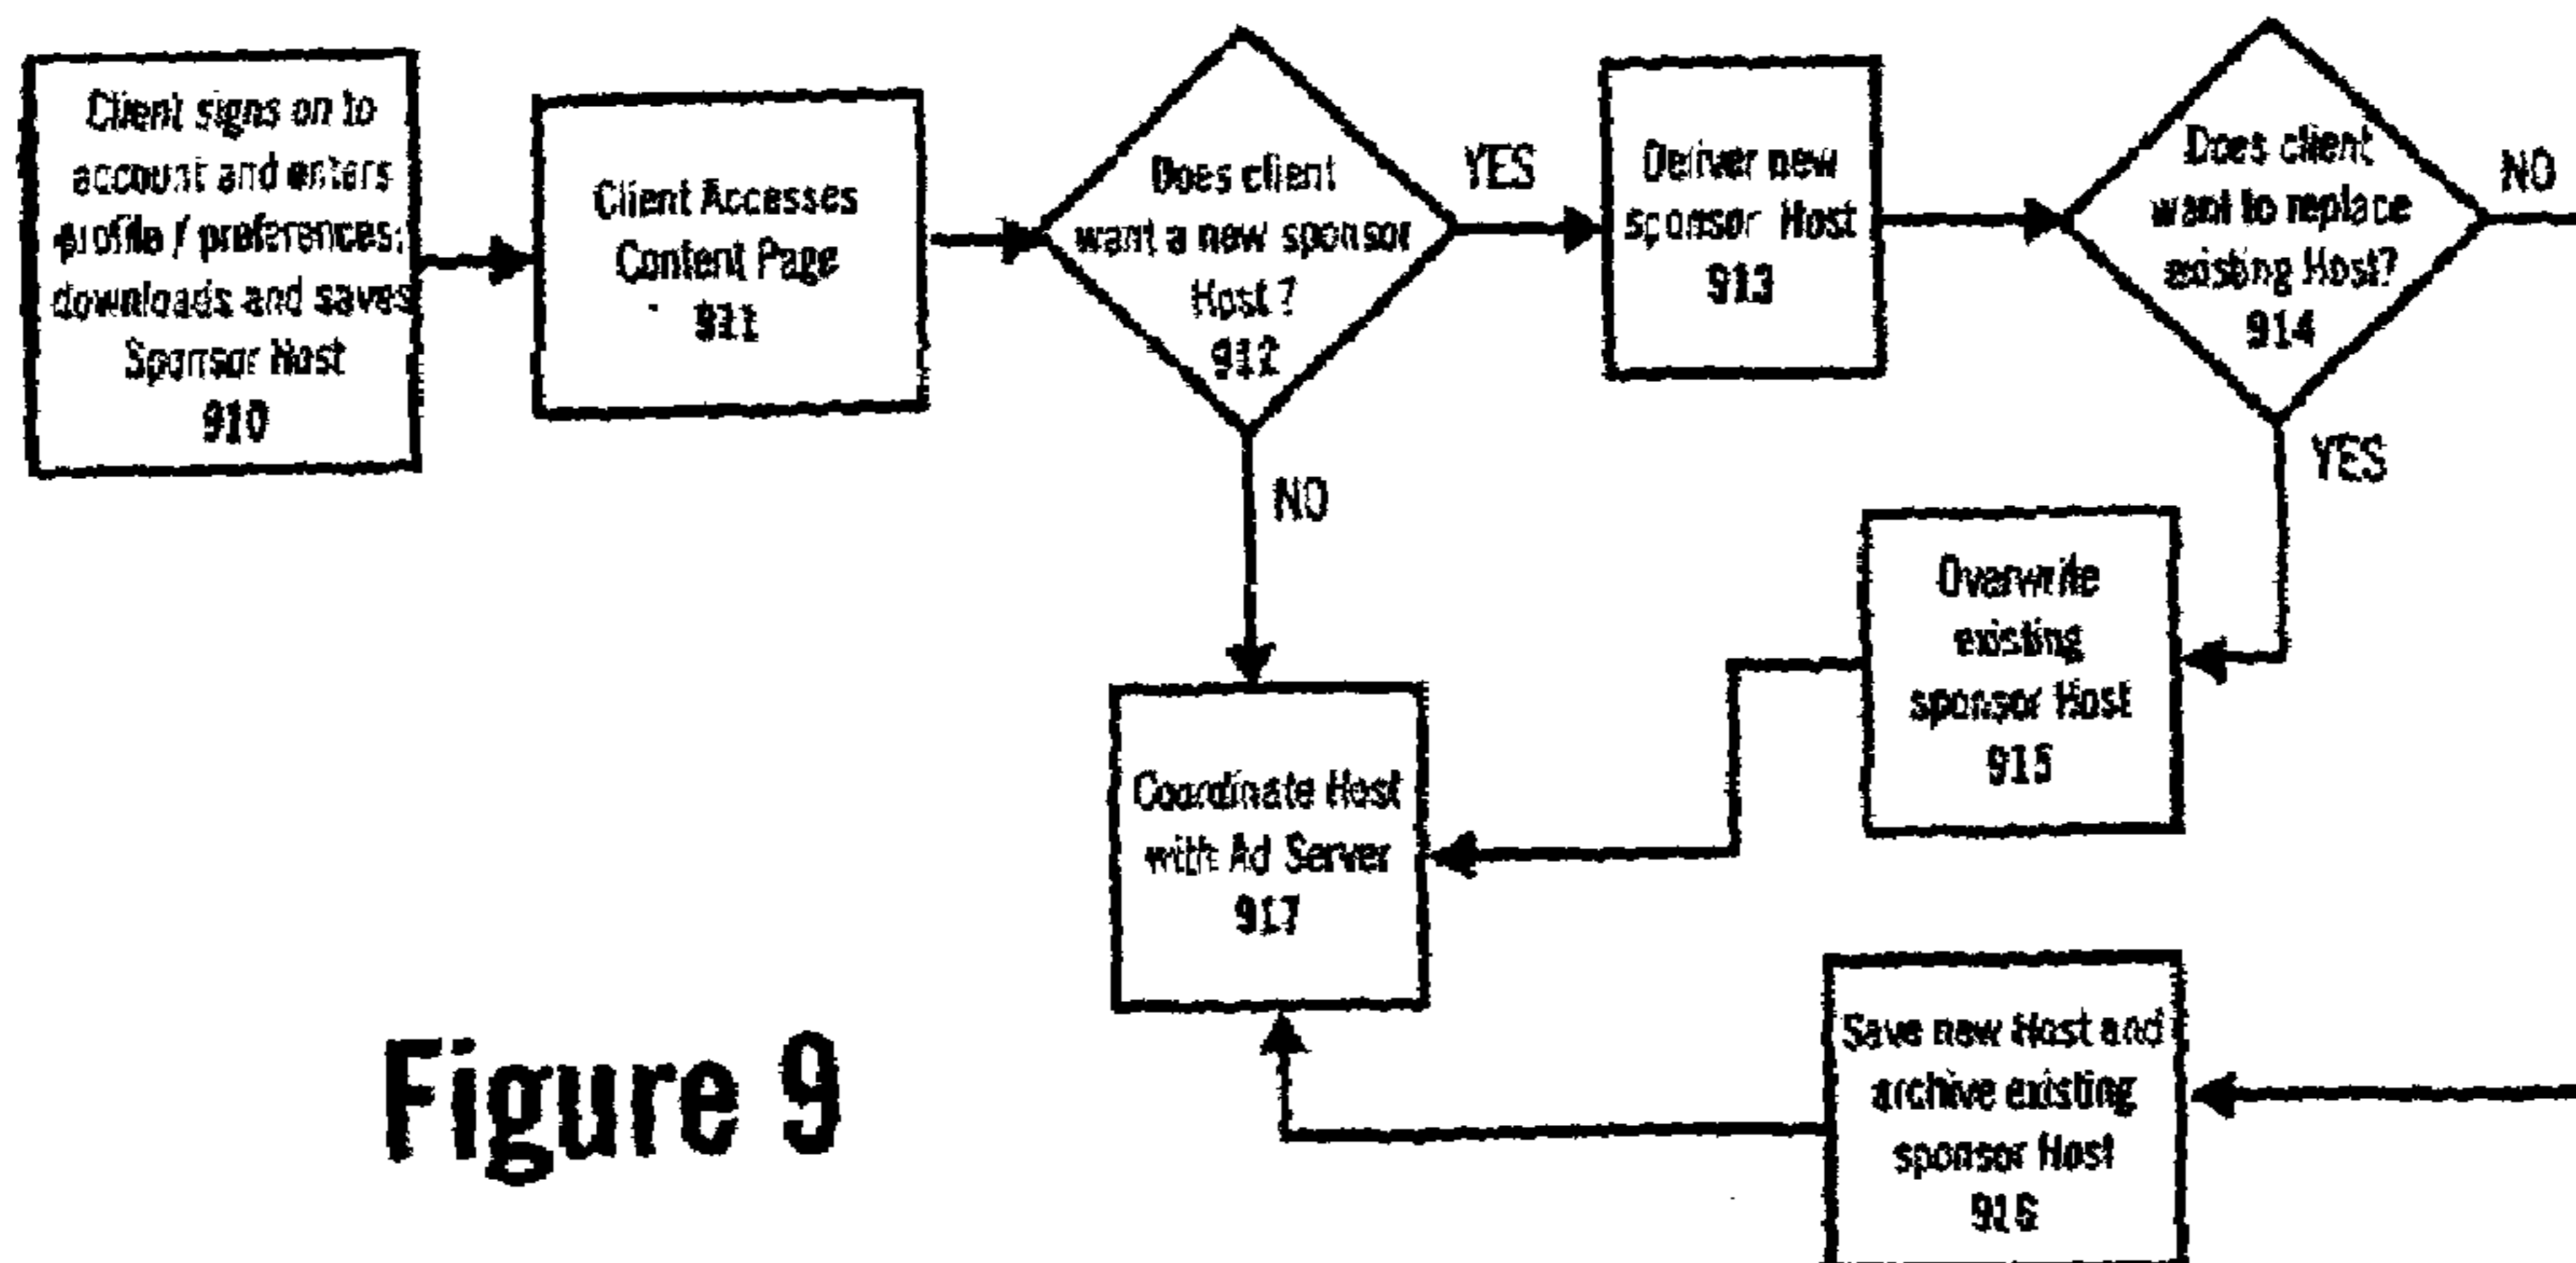 Client signs on to
account and enters
profile / preferences;
downloads and saves
Sponsor Host
910
Client Accesses
Content Page
911
Does client
want a new sponsor
Host ?
912
YES
NO
Deliver new
sponsor Host
913
Does client
want to replace
existing Host?
914
NO
YES
Overwrite
existing
sponsor Host
915
Coordinate Host
with Ad Server
917
Save new Host and
archive existing
sponsor Host
916
Figure 9